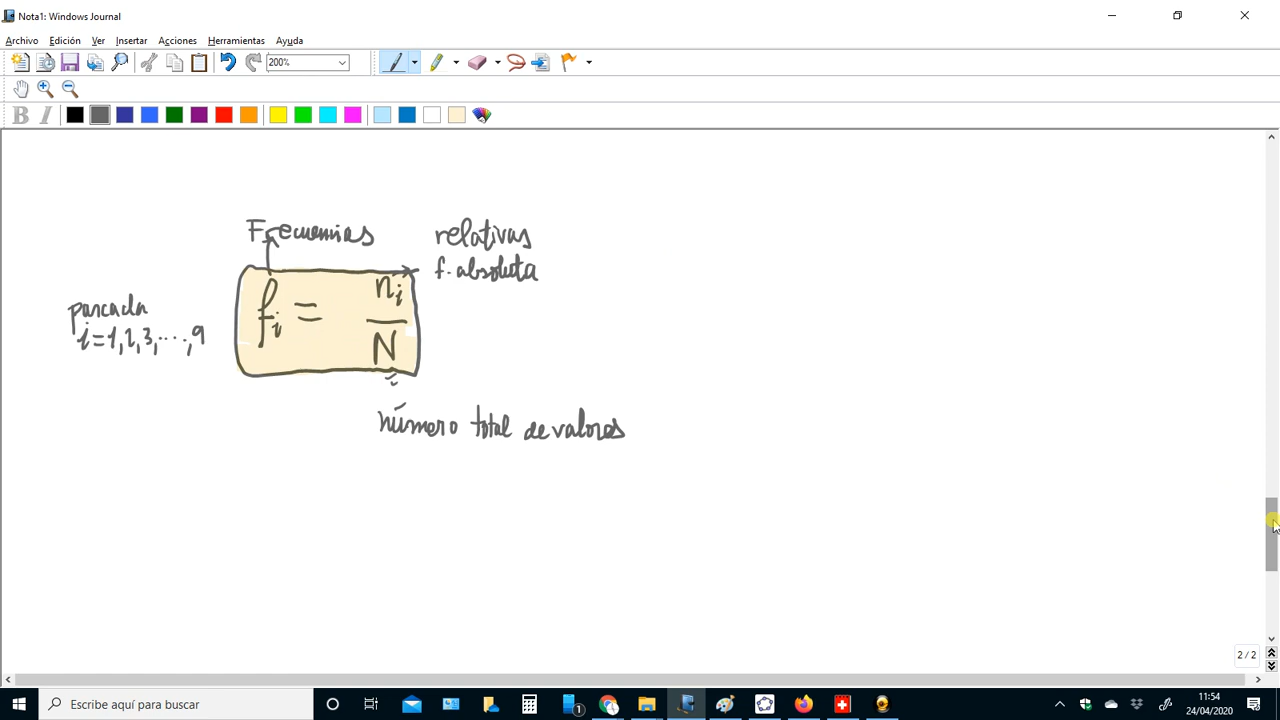 Nota1: Windows Journal
Archivo Edición Ver Insertar Acciones Herramientas Ayuda
200%
B I
Frecuencias relativas
f. absoluta
para cada
i=1,2,3,...,9
fi = ni
N
número total de valores
2 / 2
Escribe aquí para buscar
1
11:54
24/04/2020